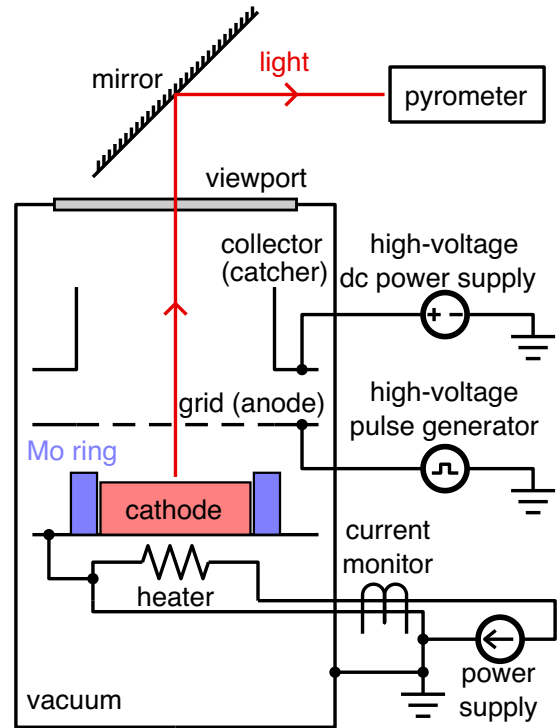 light
mirror
pyrometer
viewport
collector
(catcher)
high-voltage
dc power supply
+ −
grid (anode)
high-voltage
pulse generator
Mo ring
cathode
current
monitor
heater
vacuum
power
supply